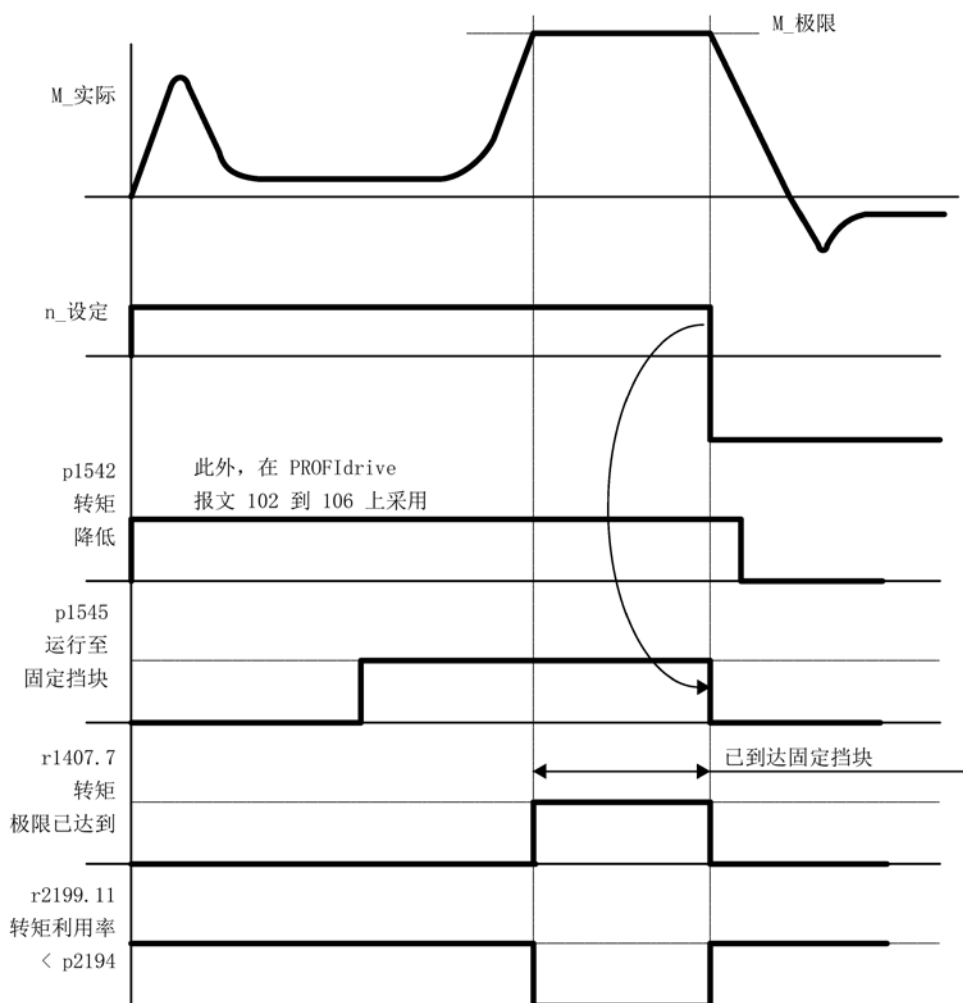 M_极限
M_实际
n_设定
p1542
转矩
降低
此外，在 PROFIdrive
报文 102 到 106 上采用
p1545
运行至
固定挡块
r1407.7
转矩
极限已达到
已到达固定挡块
r2199.11
转矩利用率
< p2194